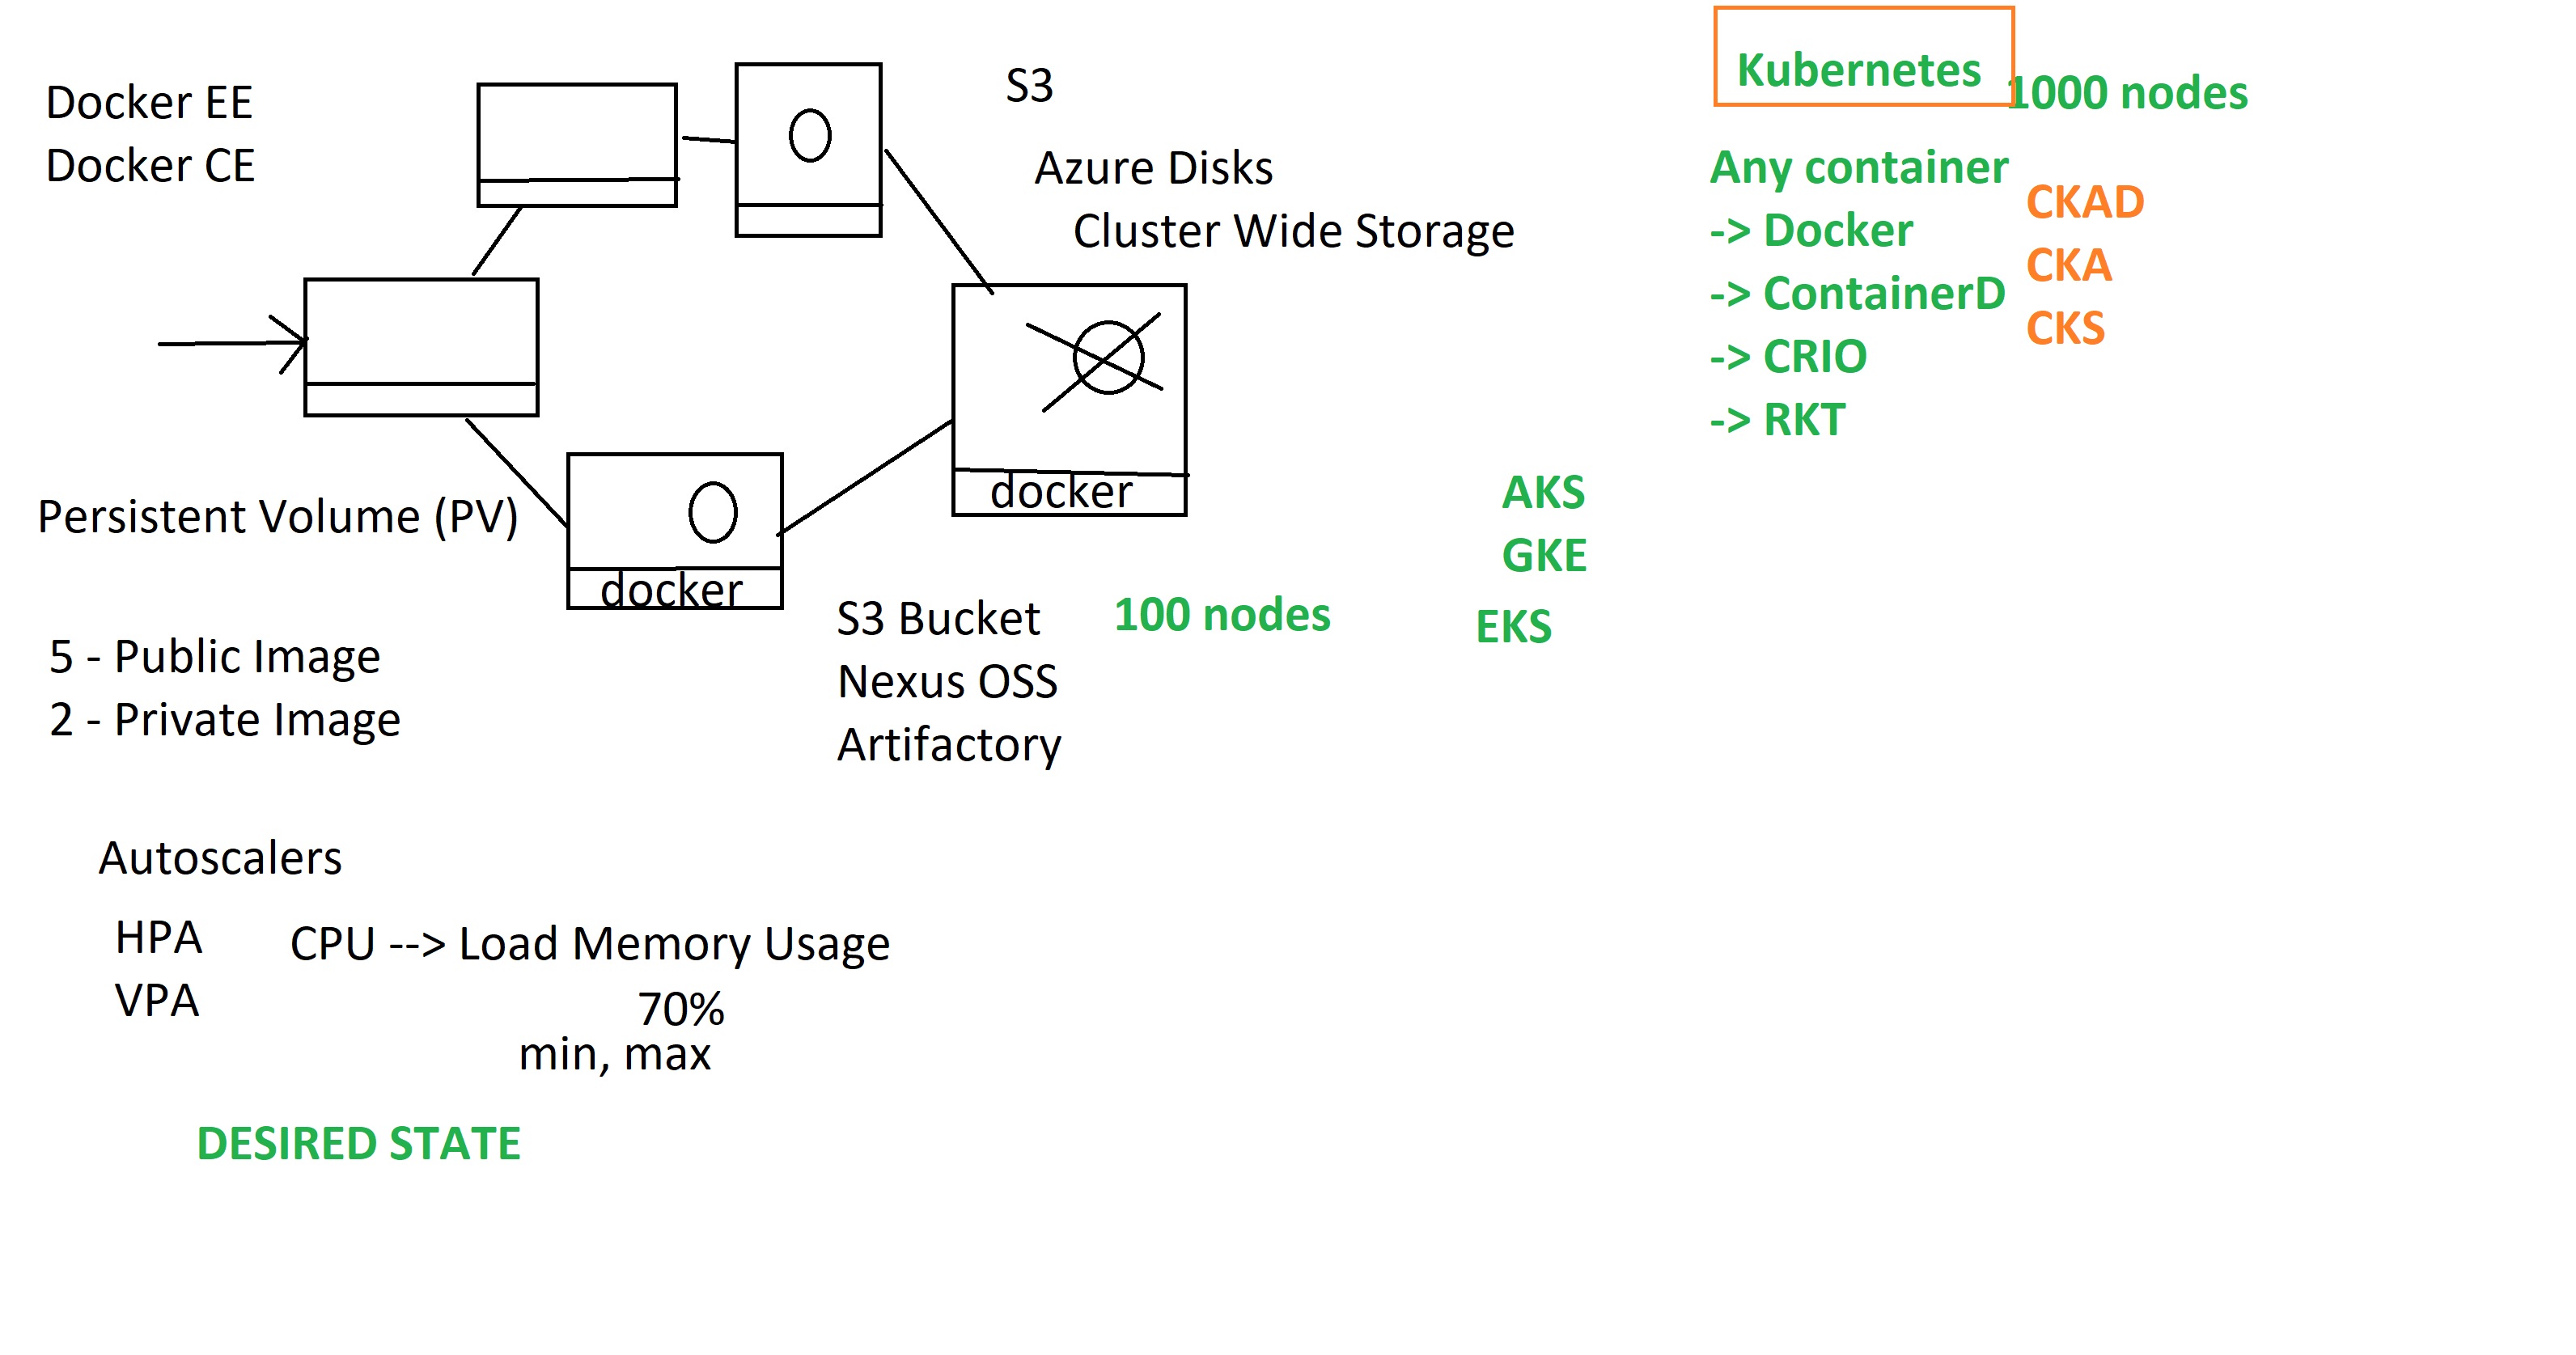 Docker EE
Docker CE
S3
Azure Disks
Cluster Wide Storage
Kubernetes
1000 nodes
Any container
-> Docker
-> ContainerD
-> CRIO
-> RKT
CKAD
CKA
CKS
docker
Persistent Volume (PV)
docker
AKS
GKE
EKS
5 - Public Image
2 - Private Image
S3 Bucket
Nexus OSS
Artifactory
100 nodes
Autoscalers
HPA
VPA
CPU --> Load Memory Usage
70%
min, max
DESIRED STATE